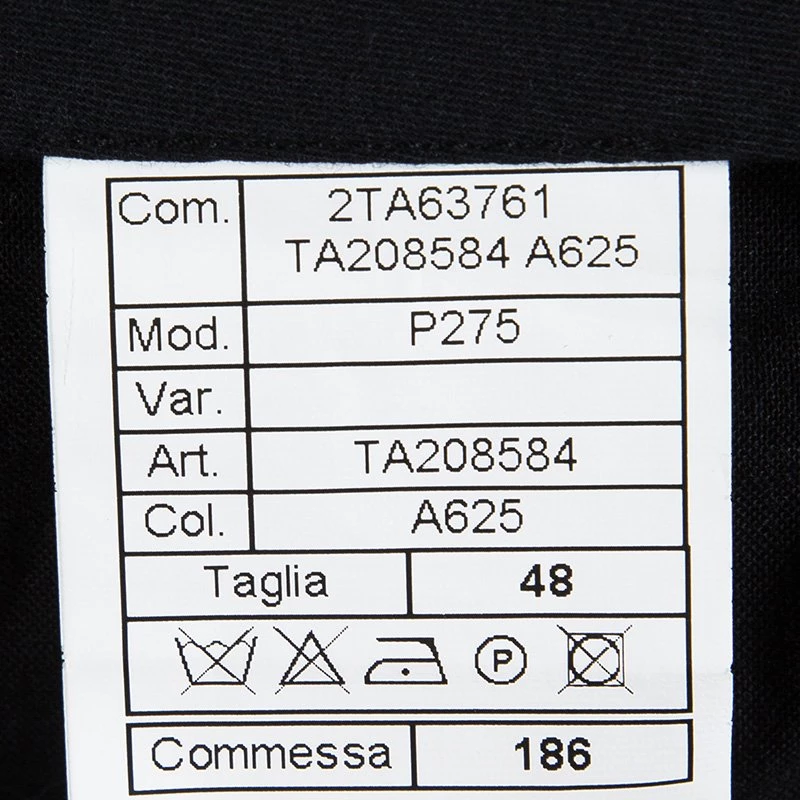 Com. 2TA63761
TA208584 A625
Mod. P275
Var.
Art. TA208584
Col. A625
Taglia 48
P
Commessa 186